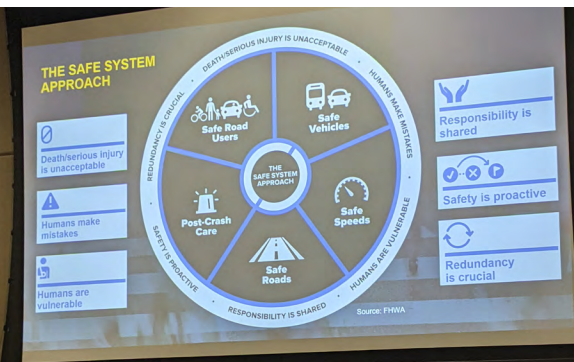 THE SAFE SYSTEM
APPROACH
Death/serious injury
is unacceptable
Humans make
mistakes
Humans are
vulnerable
DEATH/SERIOUS INJURY IS UNACCEPTABLE
HUMANS MAKE MISTAKES
HUMANS ARE VULNERABLE
RESPONSIBILITY IS SHARED
SAFETY IS PROACTIVE
REDUNDANCY IS CRUCIAL
Safe Road
Users
Safe
Vehicles
Safe
Speeds
Safe
Roads
Post-Crash
Care
THE
SAFE SYSTEM
APPROACH
Responsibility is
shared
Safety is proactive
Redundancy
is crucial
Source: FHWA